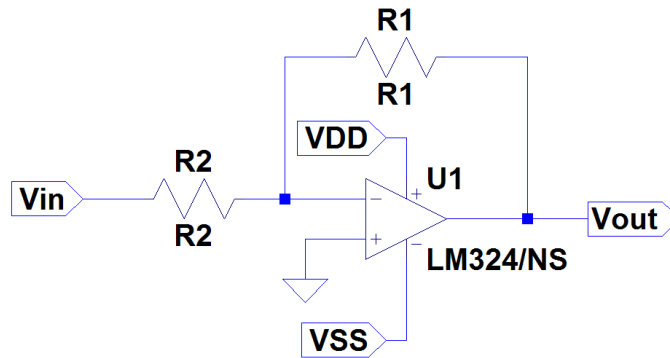 R1
R1
VDD
R2
U1
Vin
R2
Vout
LM324/NS
VSS